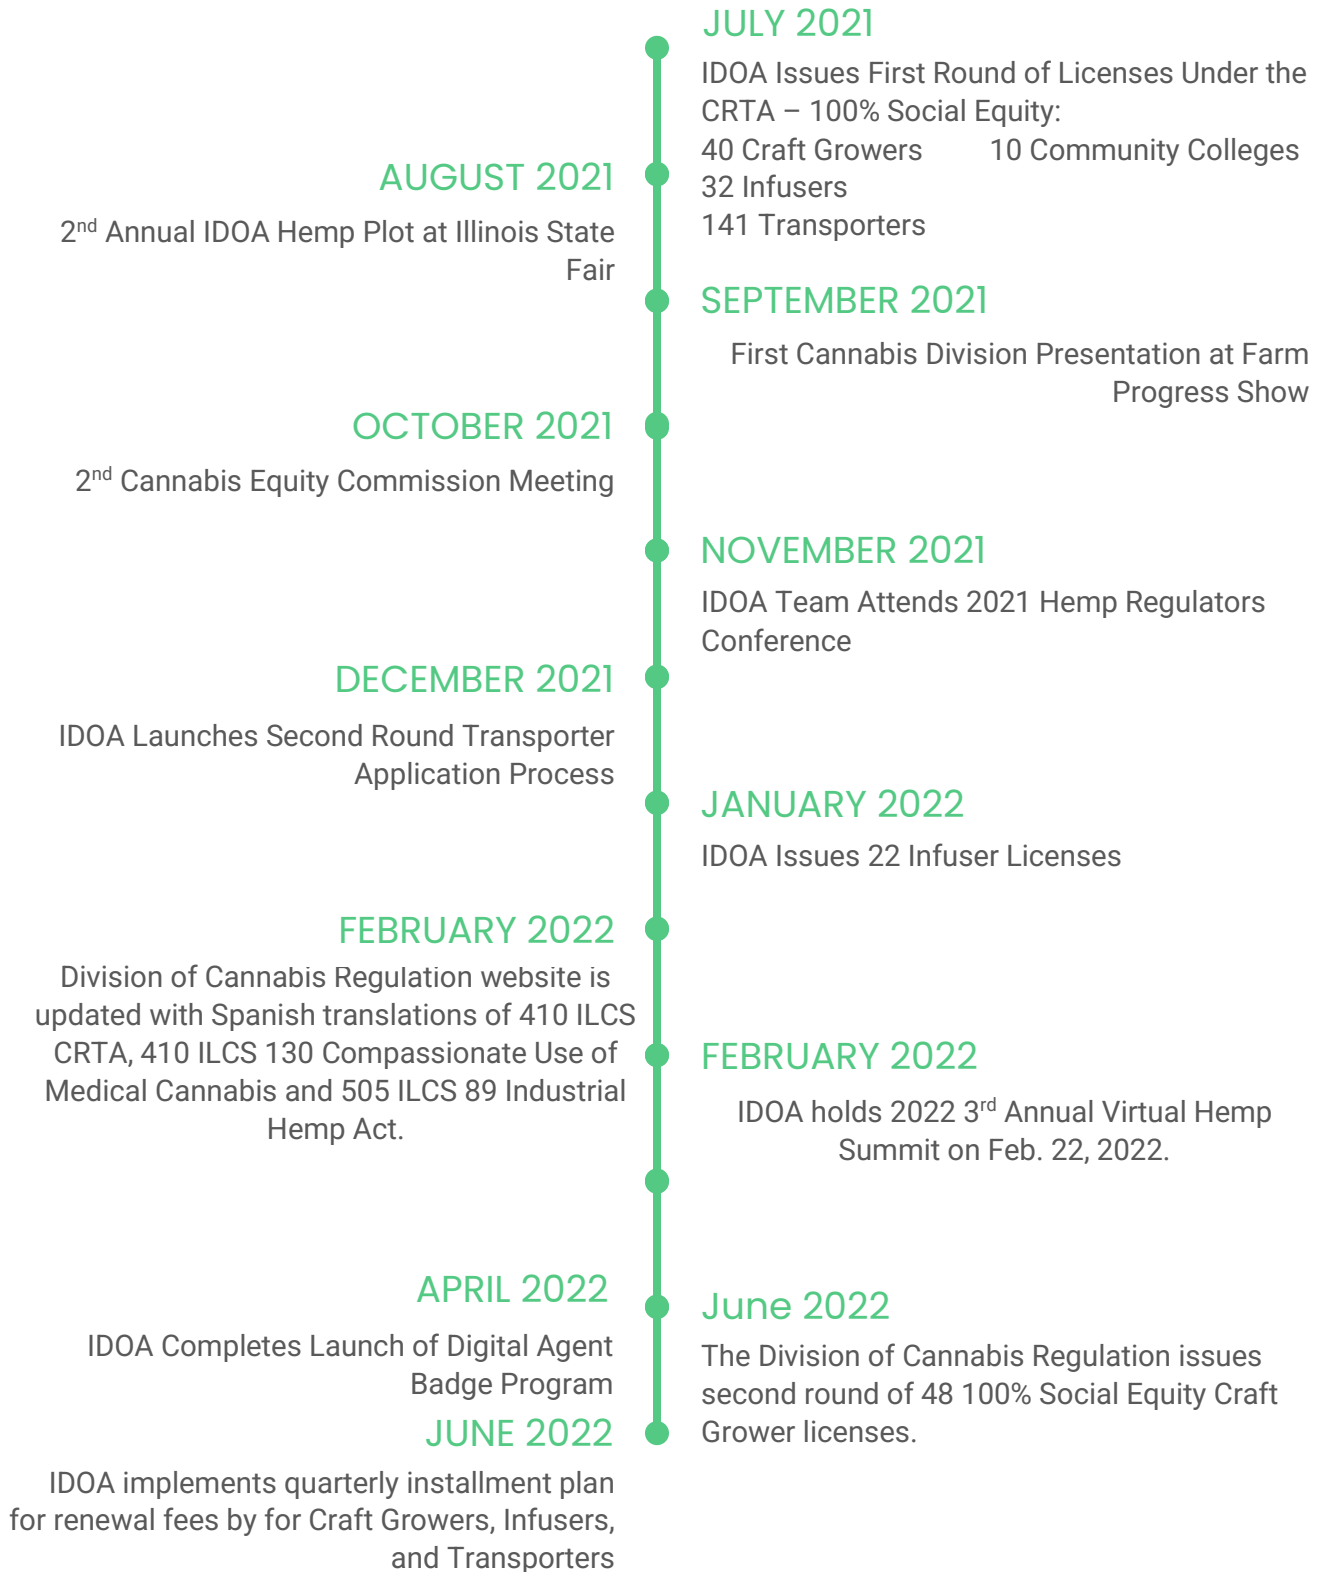 JULY 2021
IDOA Issues First Round of Licenses Under the
CRTA – 100% Social Equity:
40 Craft Growers 10 Community Colleges
32 Infusers
141 Transporters
AUGUST 2021
2nd Annual IDOA Hemp Plot at Illinois State
Fair
SEPTEMBER 2021
First Cannabis Division Presentation at Farm
Progress Show
OCTOBER 2021
2nd Cannabis Equity Commission Meeting
NOVEMBER 2021
IDOA Team Attends 2021 Hemp Regulators
Conference
DECEMBER 2021
IDOA Launches Second Round Transporter
Application Process
JANUARY 2022
IDOA Issues 22 Infuser Licenses
FEBRUARY 2022
Division of Cannabis Regulation website is
updated with Spanish translations of 410 ILCS
CRTA, 410 ILCS 130 Compassionate Use of
Medical Cannabis and 505 ILCS 89 Industrial
Hemp Act.
FEBRUARY 2022
IDOA holds 2022 3rd Annual Virtual Hemp
Summit on Feb. 22, 2022.
APRIL 2022
IDOA Completes Launch of Digital Agent
Badge Program
June 2022
The Division of Cannabis Regulation issues
second round of 48 100% Social Equity Craft
Grower licenses.
JUNE 2022
IDOA implements quarterly installment plan
for renewal fees by for Craft Growers, Infusers,
and Transporters